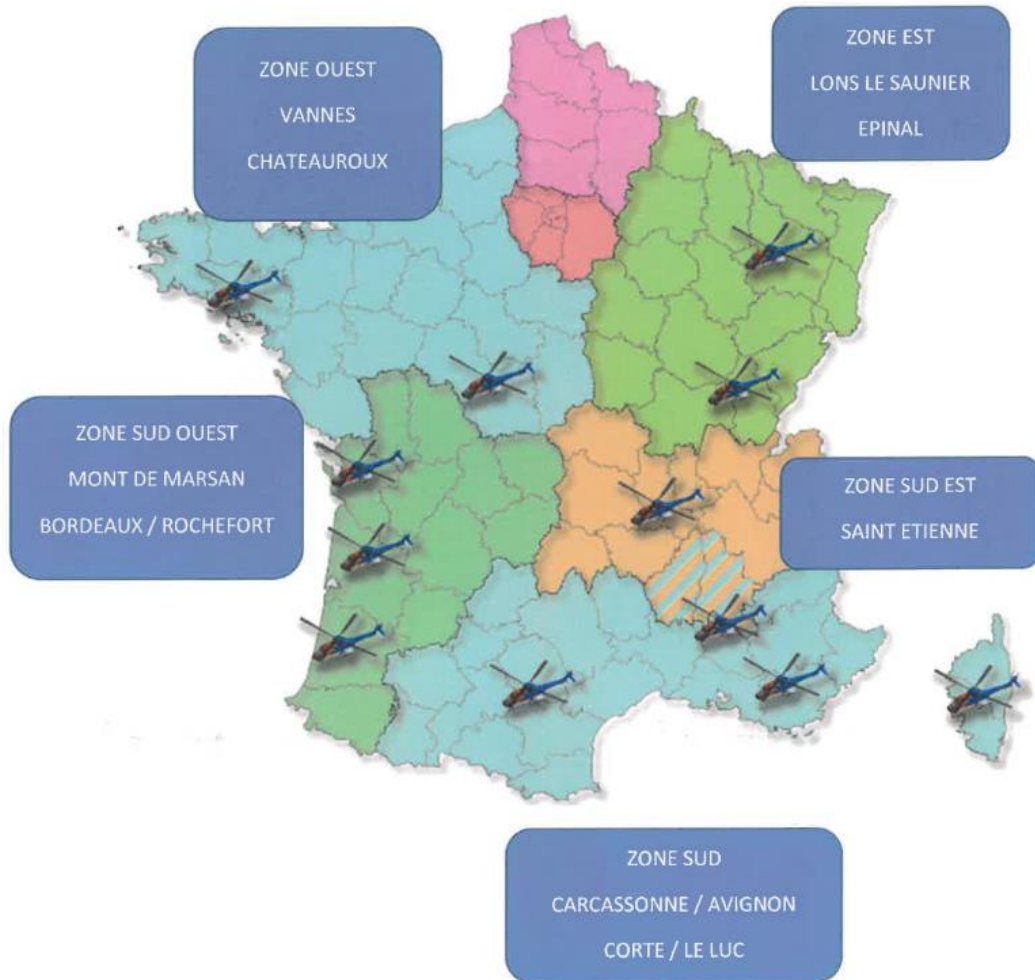 ZONE OUEST
VANNES
CHATEAUROUX
ZONE EST
LONS LE SAUNIER
EPINAL
ZONE SUD OUEST
MONT DE MARSAN
BORDEAUX / ROCHEFORT
ZONE SUD EST
SAINT ETIENNE
ZONE SUD
CARCASSONNE / AVIGNON
CORTE / LE LUC